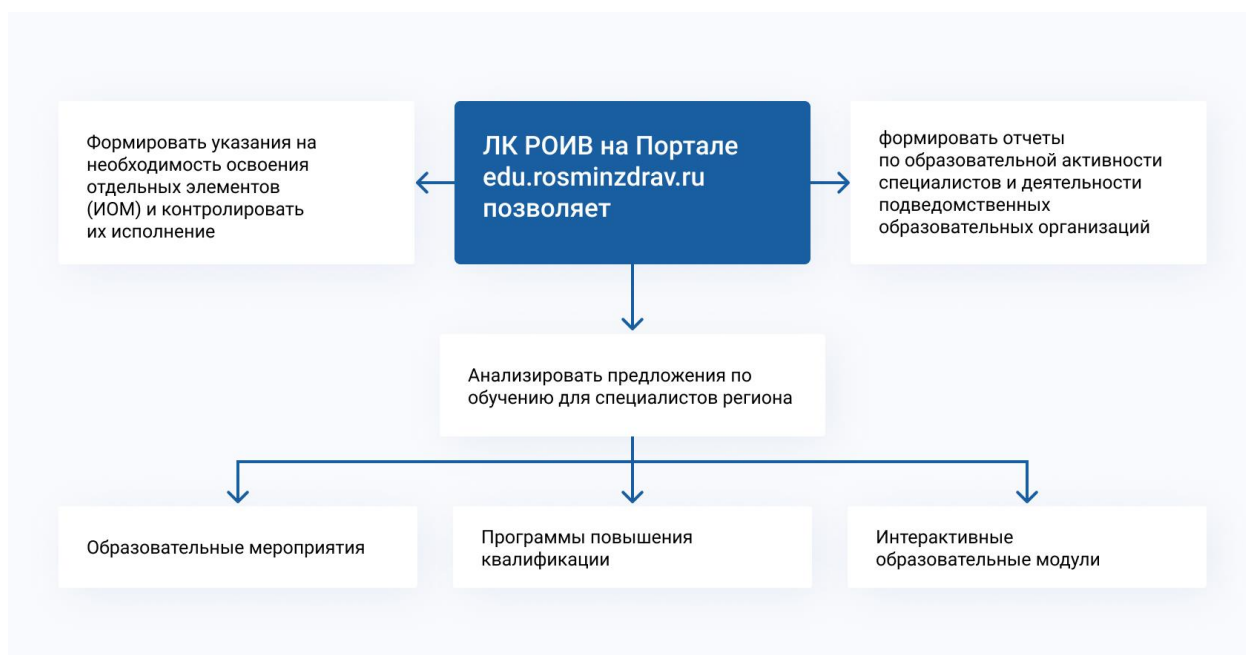 Формировать указания на
необходимость освоения
отдельных элементов
(ИОМ) и контролировать
их исполнение
ЛК РОИВ на Портале
edu.rosminzdrav.ru
позволяет
формировать отчеты
по образовательной активности
специалистов и деятельности
подведомственных
образовательных организаций
Анализировать предложения по
обучению для специалистов региона
Образовательные мероприятия
Программы повышения
квалификации
Интерактивные
образовательные модули